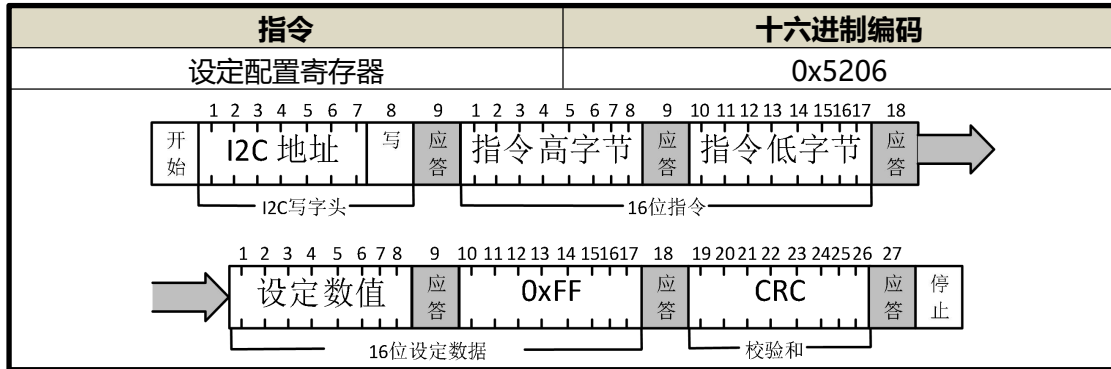 指令 十六进制编码
设定配置寄存器 0x5206
1 2 3 4 5 6 7 8 9 1 2 3 4 5 6 7 8 9 10 11 12 13 14 15 16 17 18
开始 I2C 地址 写 应答 指令高字节 应答 指令低字节 应答
I2C写字头 16位指令
1 2 3 4 5 6 7 8 9 10 11 12 13 14 15 16 17 18 19 20 21 22 23 24 25 26 27
设定数值 应答 0xFF 应答 CRC 应答 停止
16位设定数据 校验和